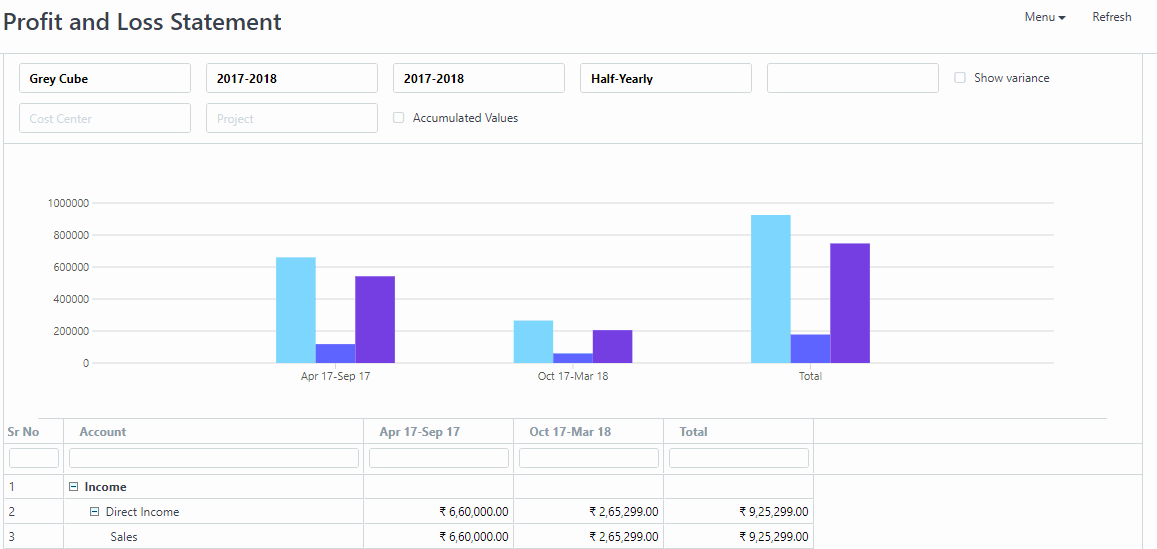 Profit and Loss Statement Menu Refresh
Grey Cube 2017-2018 2017-2018 Half-Yearly Show variance
Cost Center Project Accumulated Values
1000000
800000
600000
400000
200000
0
Apr 17-Sep 17 Oct 17-Mar 18 Total
Sr No Account Apr 17-Sep 17 Oct 17-Mar 18 Total
1 Income
2 Direct Income ₹ 6,60,000.00 ₹ 2,65,299.00 ₹ 9,25,299.00
3 Sales ₹ 6,60,000.00 ₹ 2,65,299.00 ₹ 9,25,299.00